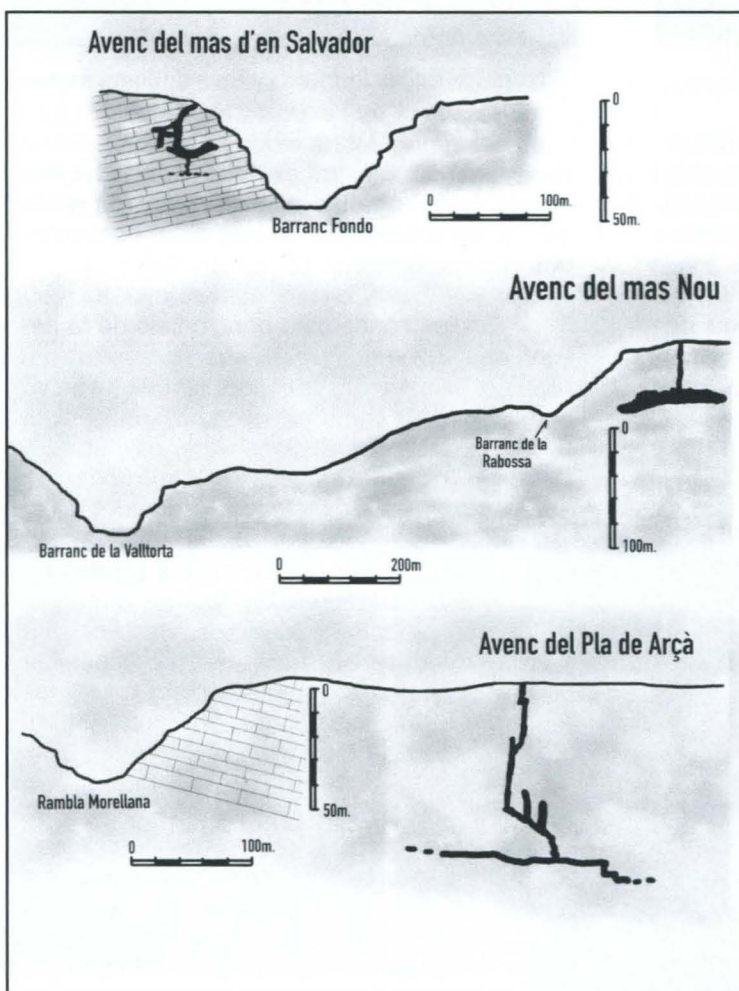 Avenc del mas d'en Salvador
0
50m.
0
100m.
Barranc Fondo
Avenc del mas Nou
Barranc de la
Rabossa
0
100m.
Barranc de la Valltorta
0
200m
Avenc del Pla de Arçà
0
50m.
Rambla Morellana
0
100m.